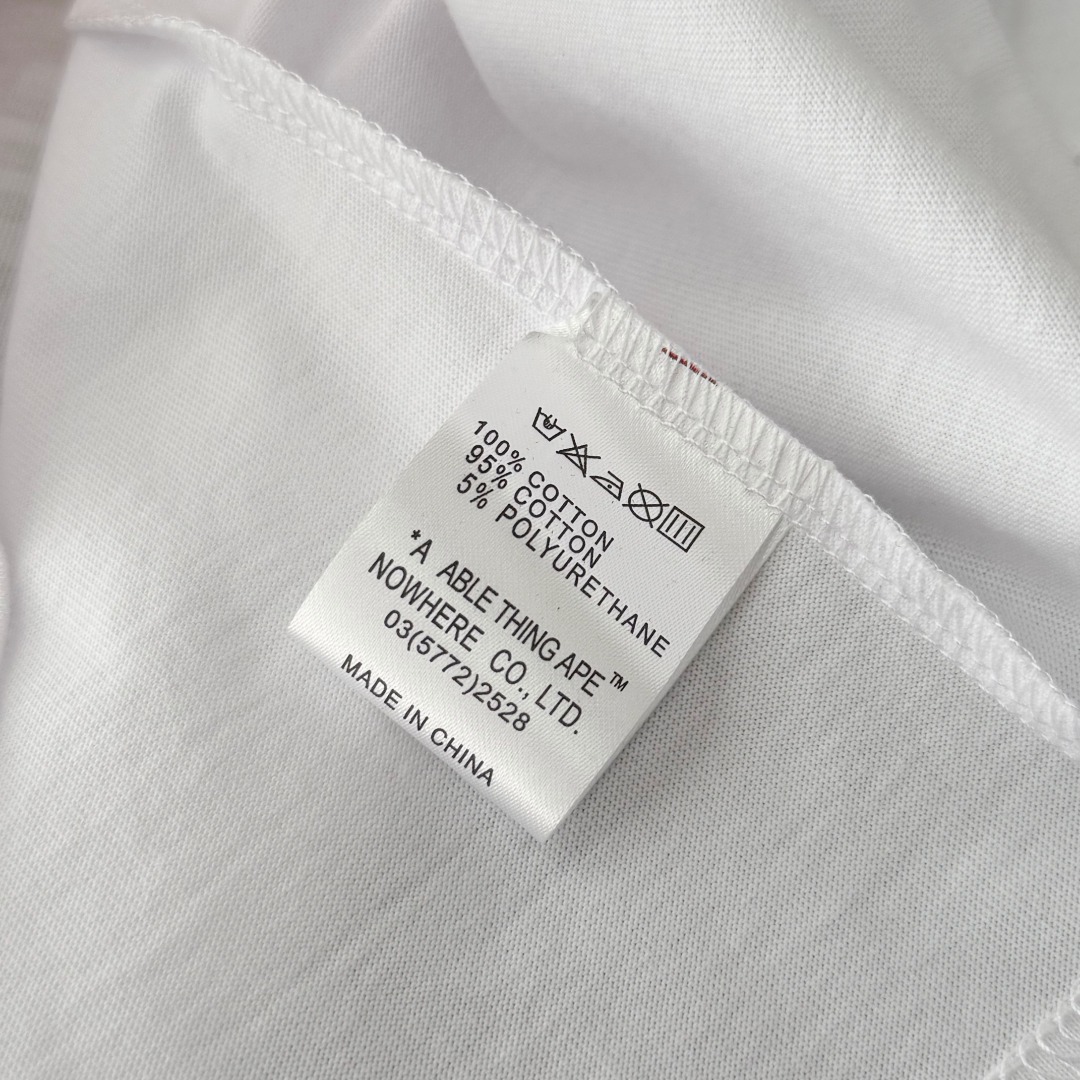 100% COTTON
95% COTTON
5% POLYURETHANE
*A ABLE THING APE™
NOWHERE CO., LTD.
03(5772)2528
MADE IN CHINA